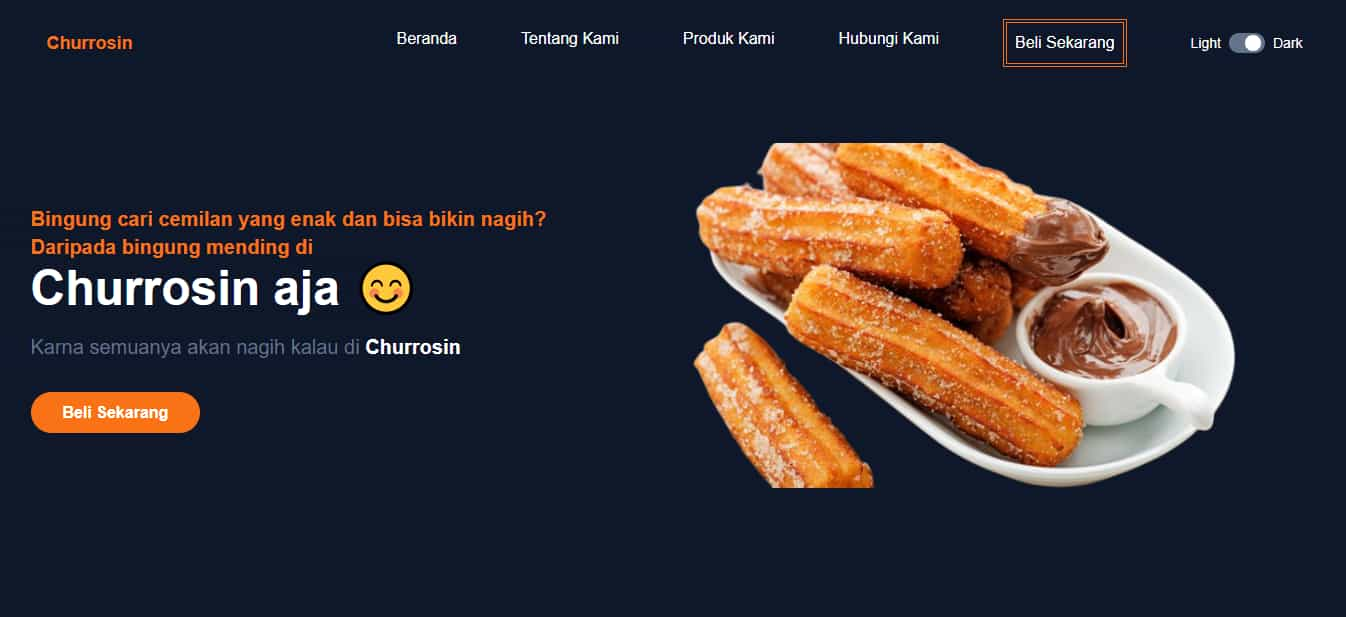 Churrosin
Beranda
Tentang Kami
Produk Kami
Hubungi Kami
Beli Sekarang
Light
Dark
Bingung cari cemilan yang enak dan bisa bikin nagih?
Daripada bingung mending di
Churrosin aja 😊
Karna semuanya akan nagih kalau di Churrosin
Beli Sekarang